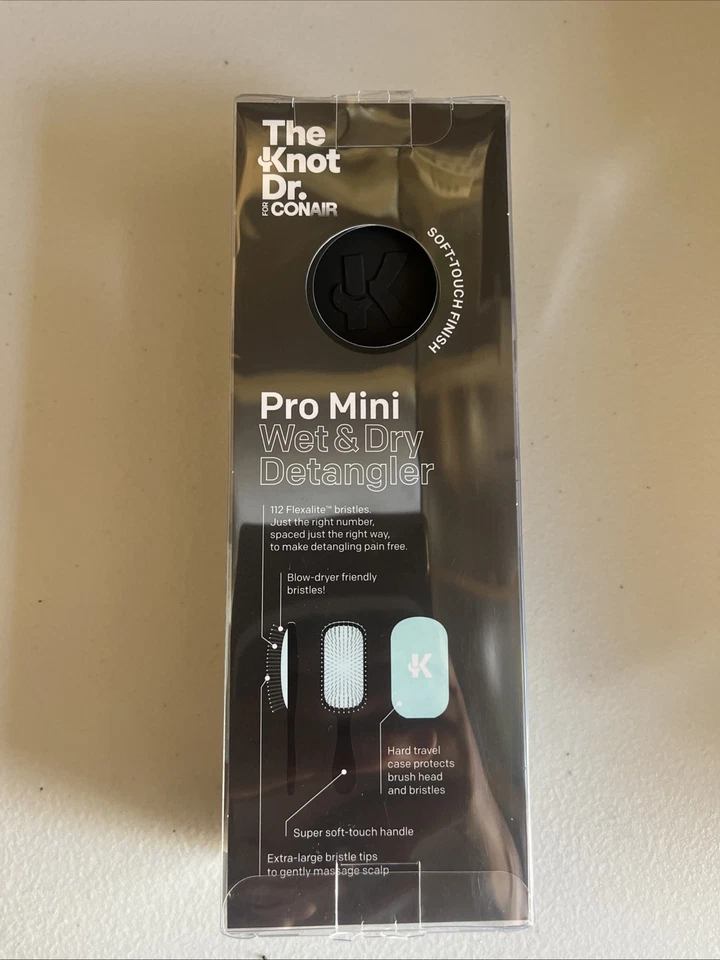 The
Knot
Dr.
FOR CONAIR
SOFT-TOUCH FINISH
Pro Mini
Wet & Dry
Detangler
112 Flexalite™ bristles.
Just the right number,
spaced just the right way,
to make detangling pain free.
Blow-dryer friendly
bristles!
Hard travel
case protects
brush head
and bristles
Super soft-touch handle
Extra-large bristle tips
to gently massage scalp